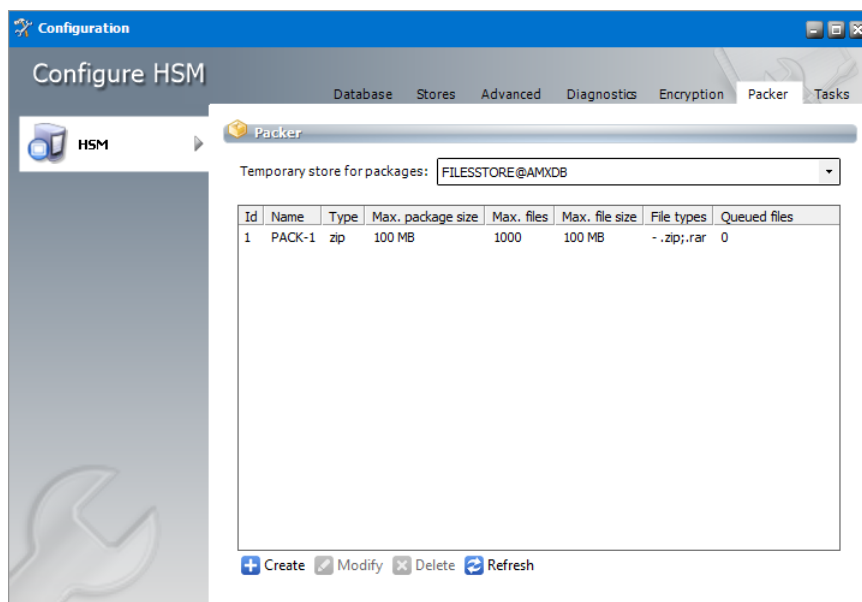 Configuration
Configure HSM
Database Stores Advanced Diagnostics Encryption Packer Tasks
HSM
Packer
Temporary store for packages: FILESSTORE@AMXDB
Id Name Type Max. package size Max. files Max. file size File types Queued files
1 PACK-1 zip 100 MB 1000 100 MB - .zip;.rar 0
Create Modify Delete Refresh